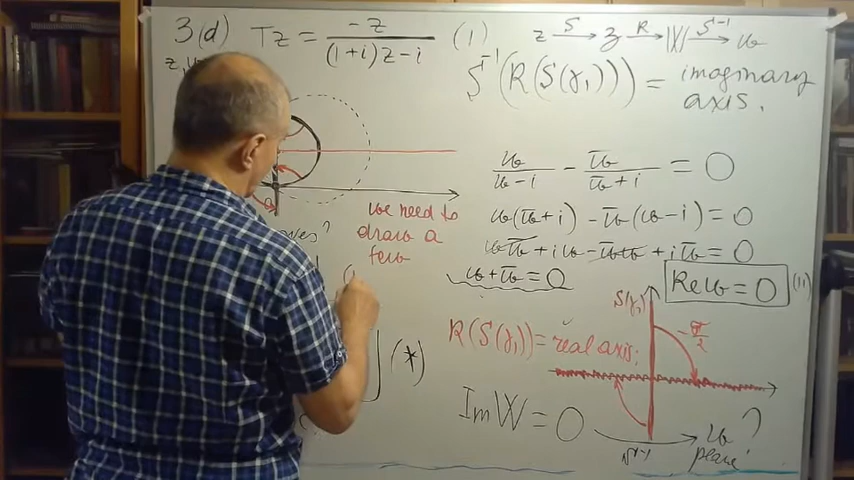 3(d) Tz = -z / ((1+i)z - i) (1)
z →S→ z →R→ W →S⁻¹→ w
S⁻¹(R(S(γ₁))) = imaginary axis.
w/(w-i) - w̄/(w̄+i) = 0
w(w̄+i) - w̄(w-i) = 0
ww̄ + iw - w̄w + iw̄ = 0
w + w̄ = 0
Re w = 0 (11)
we need to
draw a
few
S(γ₁)
-π/2
R(S(γ₁)) = real axis;
(*)
Im W = 0
w
plane
?
S⁻¹